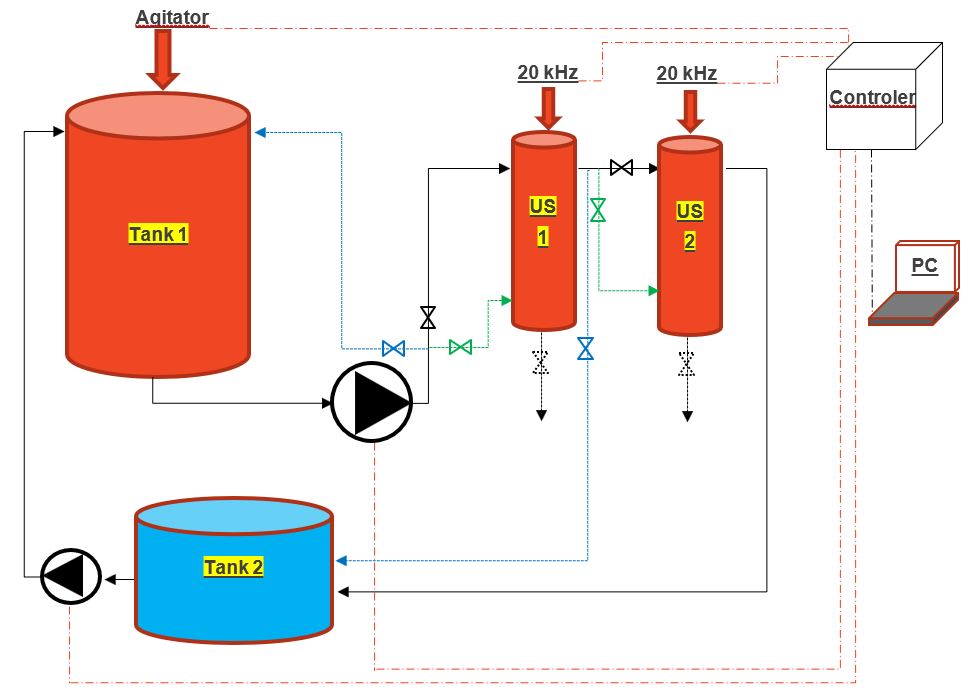 Agitator
20 kHz
20 kHz
Controler
Tank 1
US
1
US
2
PC
Tank 2